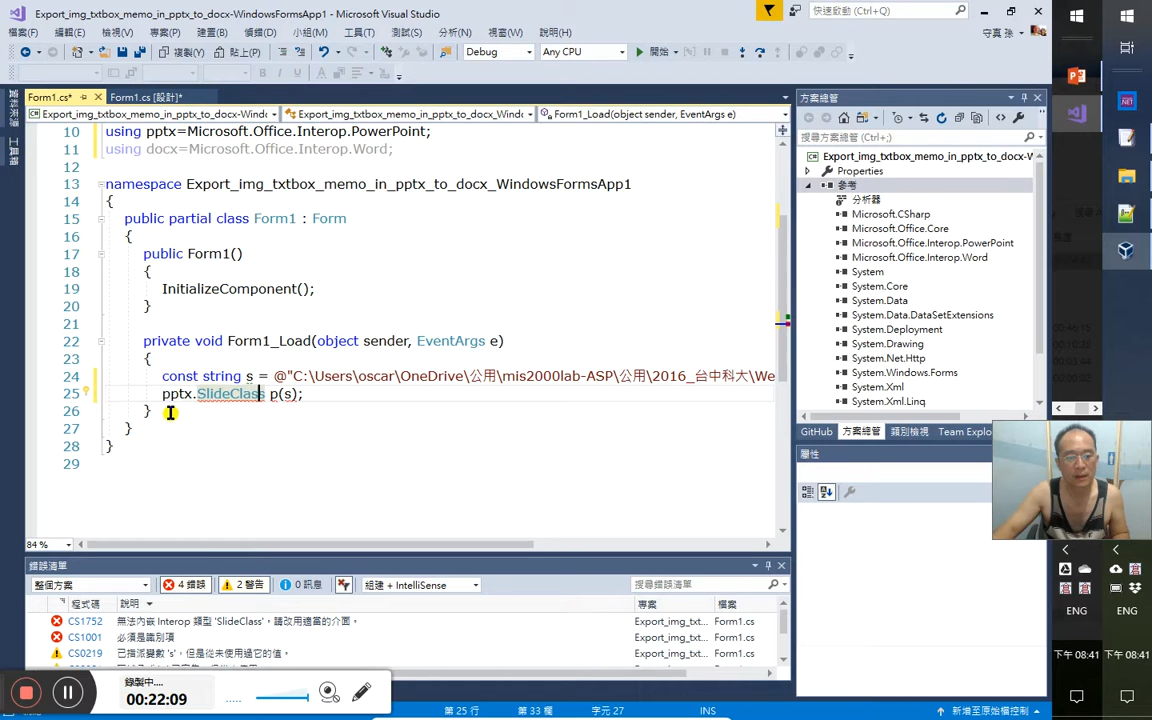 Export_img_txtbox_memo_in_pptx_to_docx-WindowsFormsApp1 - Microsoft Visual Studio
快速啟動 (Ctrl+Q)
檔案(F) 編輯(E) 檢視(V) 專案(P) 建置(B) 偵錯(D) 小組(M) 工具(T) 測試(S) 分析(N) 視窗(W) 說明(H)
守真 孫
複製(Y) 貼上(P) Debug Any CPU 開始
Form1.cs* Form1.cs [設計]*
Export_img_txtbox_memo_in_pptx_to_docx-Windo Export_img_txtbox_memo_in_pptx_to_docx_Wind Form1_Load(object sender, EventArgs e)
10 using pptx=Microsoft.Office.Interop.PowerPoint;
11 using docx=Microsoft.Office.Interop.Word;
12
13 namespace Export_img_txtbox_memo_in_pptx_to_docx_WindowsFormsApp1
14 {
15 public partial class Form1 : Form
16 {
17 public Form1()
18 {
19 InitializeComponent();
20 }
21
22 private void Form1_Load(object sender, EventArgs e)
23 {
24 const string s = @"C:\Users\oscar\OneDrive\公用\mis2000lab-ASP\公用\2016_台中科大\We
25 pptx.SlideClass p(s);
26 }
27 }
28 }
29
84 %
方案總管
搜尋方案總管 (Ctrl+;)
Export_img_txtbox_memo_in_pptx_to_docx-W
Properties
參考
分析器
Microsoft.CSharp
Microsoft.Office.Core
Microsoft.Office.Interop.PowerPoint
Microsoft.Office.Interop.Word
System
System.Core
System.Data
System.Data.DataSetExtensions
System.Deployment
System.Drawing
System.Net.Http
System.Windows.Forms
System.Xml
System.Xml.Linq
GitHub 方案總管 類別檢視 Team Explo
屬性
錯誤清單
整個方案 4 錯誤 2 警告 0 訊息 組建 + IntelliSense 搜尋錯誤清單
程式碼 說明 專案 檔案
CS1752 無法內嵌 Interop 類型 'SlideClass'。請改用適當的介面。 Export_img_txt Form1.cs
CS1001 必須是識別項 Export_img_txt Form1.cs
CS0219 已指派變數 's'，但是從未使用過它的值。 Export_img_txt Form1.cs
錄製中....
00:22:09
第 25 行 第 33 欄 字元 27 INS 新增至原始檔控制
ENG ENG
下午 08:41 下午 08:41